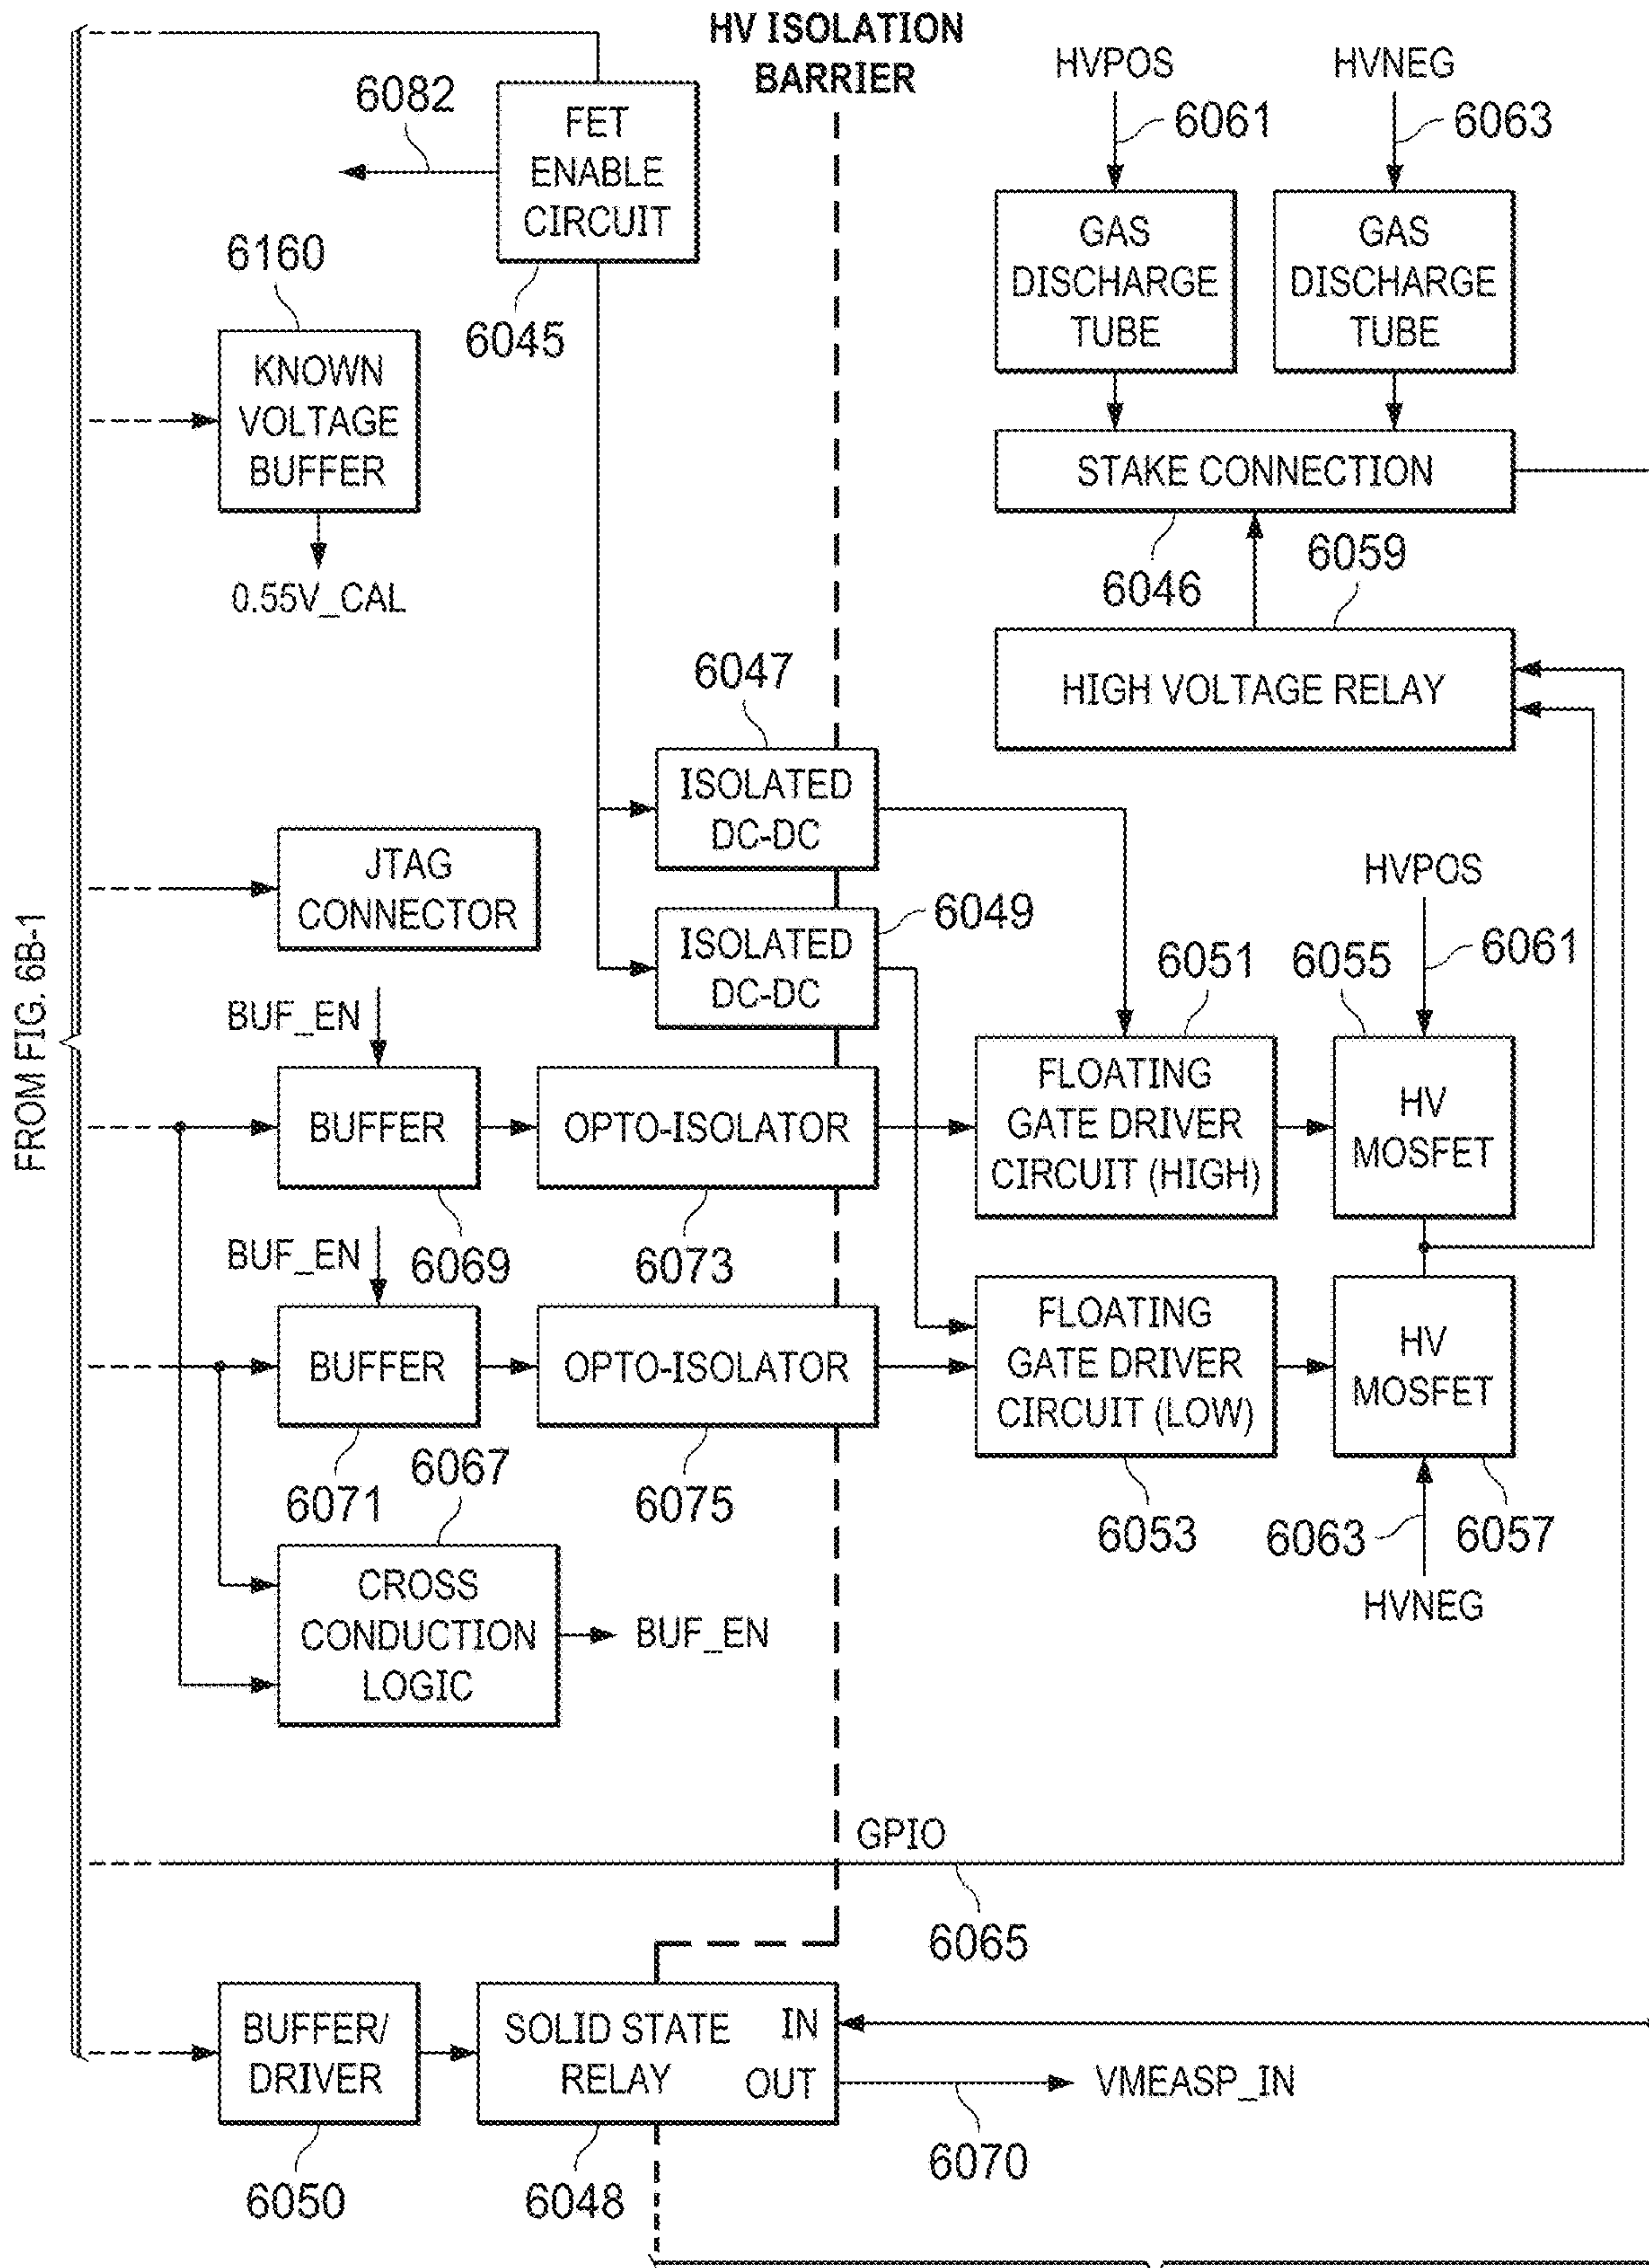 HV ISOLATION
BARRIER
HVPOS
HVNEG
6082
6061
6063
FET
ENABLE
CIRCUIT
6045
GAS
DISCHARGE
TUBE
GAS
DISCHARGE
TUBE
6160
KNOWN
VOLTAGE
BUFFER
0.55V_CAL
STAKE CONNECTION
6046
6059
HIGH VOLTAGE RELAY
6047
ISOLATED
DC-DC
JTAG
CONNECTOR
6049
ISOLATED
DC-DC
HVPOS
6061
6051
6055
FROM FIG. 6B-1
BUF_EN
BUFFER
6069
OPTO-ISOLATOR
6073
FLOATING
GATE DRIVER
CIRCUIT (HIGH)
HV
MOSFET
BUF_EN
BUFFER
6071
OPTO-ISOLATOR
6075
FLOATING
GATE DRIVER
CIRCUIT (LOW)
6053
HV
MOSFET
6063
6057
HVNEG
6067
CROSS
CONDUCTION
LOGIC
BUF_EN
GPIO
6065
BUFFER/
DRIVER
6050
SOLID STATE
RELAY
IN
OUT
6048
VMEASP_IN
6070